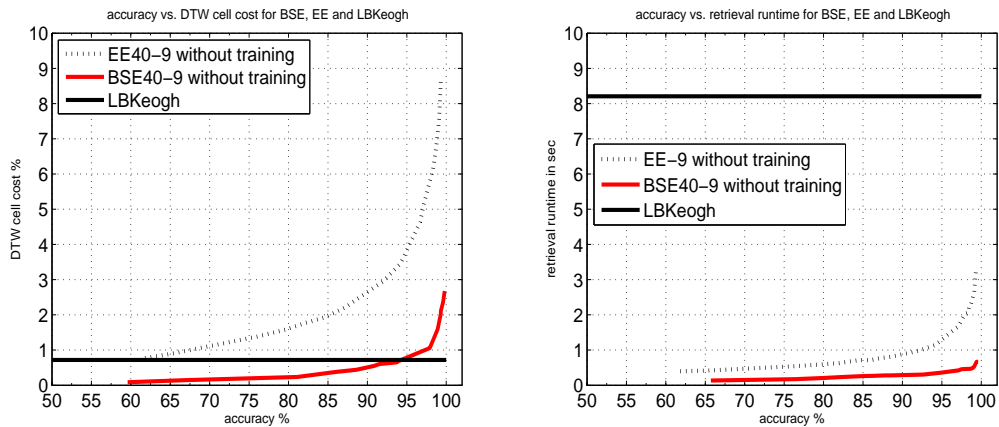 accuracy vs. DTW cell cost for BSE, EE and LBKeogh
10
9
8
7
6
5
4
3
2
1
0
DTW cell cost %
EE40-9 without training
BSE40-9 without training
LBKeogh
50 55 60 65 70 75 80 85 90 95 100
accuracy %
accuracy vs. retrieval runtime for BSE, EE and LBKeogh
10
9
8
7
6
5
4
3
2
1
0
retrieval runtime in sec
EE-9 without training
BSE40-9 without training
LBKeogh
50 55 60 65 70 75 80 85 90 95 100
accuracy %